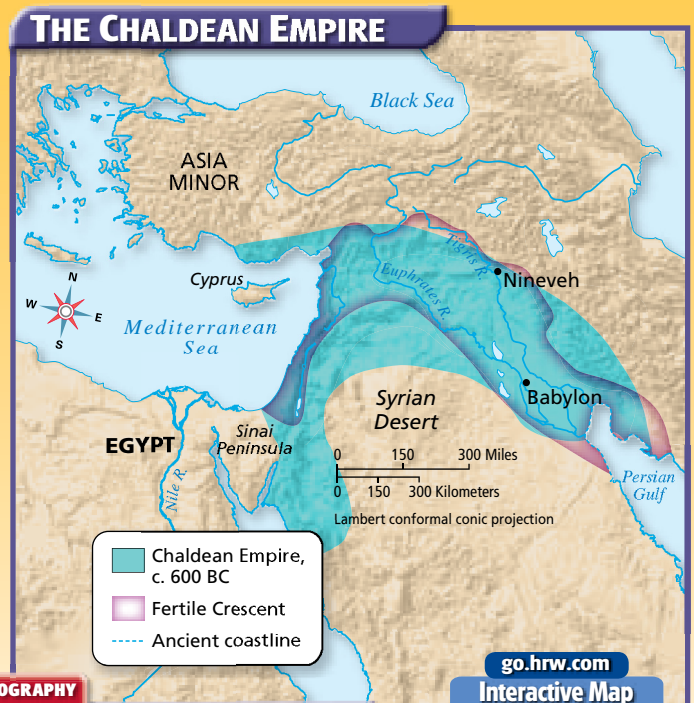 THE CHALDEAN EMPIRE
Black Sea
ASIA
MINOR
Tigris R.
Cyprus
Euphrates R.
Nineveh
N
W
E
S
Mediterranean
Sea
Babylon
Syrian
Desert
Sinai
Peninsula
EGYPT
Nile R.
0 150 300 Miles
0 150 300 Kilometers
Lambert conformal conic projection
Persian
Gulf
Chaldean Empire,
c. 600 BC
Fertile Crescent
Ancient coastline
go.hrw.com
Interactive Map
OGRAPHY